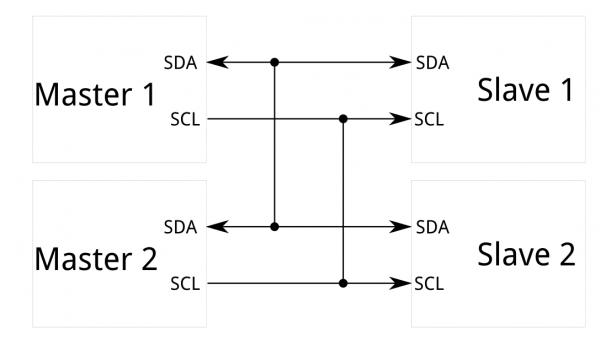 SDA
Master 1
SCL
SDA
Slave 1
SCL
SDA
Master 2
SCL
SDA
Slave 2
SCL